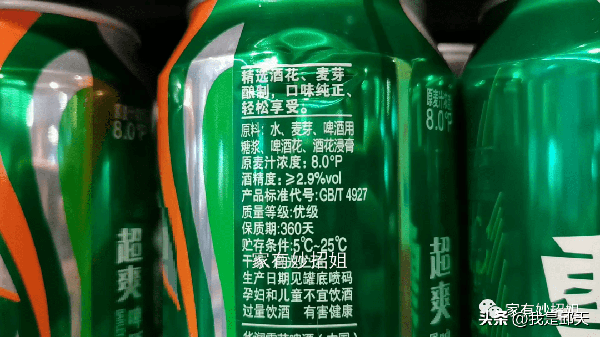 精选酒花、麦芽
酿制，口味纯正、
轻松享受。
原料：水、麦芽、啤酒用
糖浆、啤酒花、酒花浸膏
原麦汁浓度：8.0°P
酒精度：≥2.9%vol
产品标准代号：GB/T 4927
质量等级：优级
保质期：360天
贮存条件：5℃~25℃
家有妙招姐
生产日期见罐底喷码
孕妇和儿童不宜饮酒
过量饮酒 有害健康
原麦汁浓
8.0°P
超爽
8.0°
超爽
家有妙招姐
头条@我是邱天